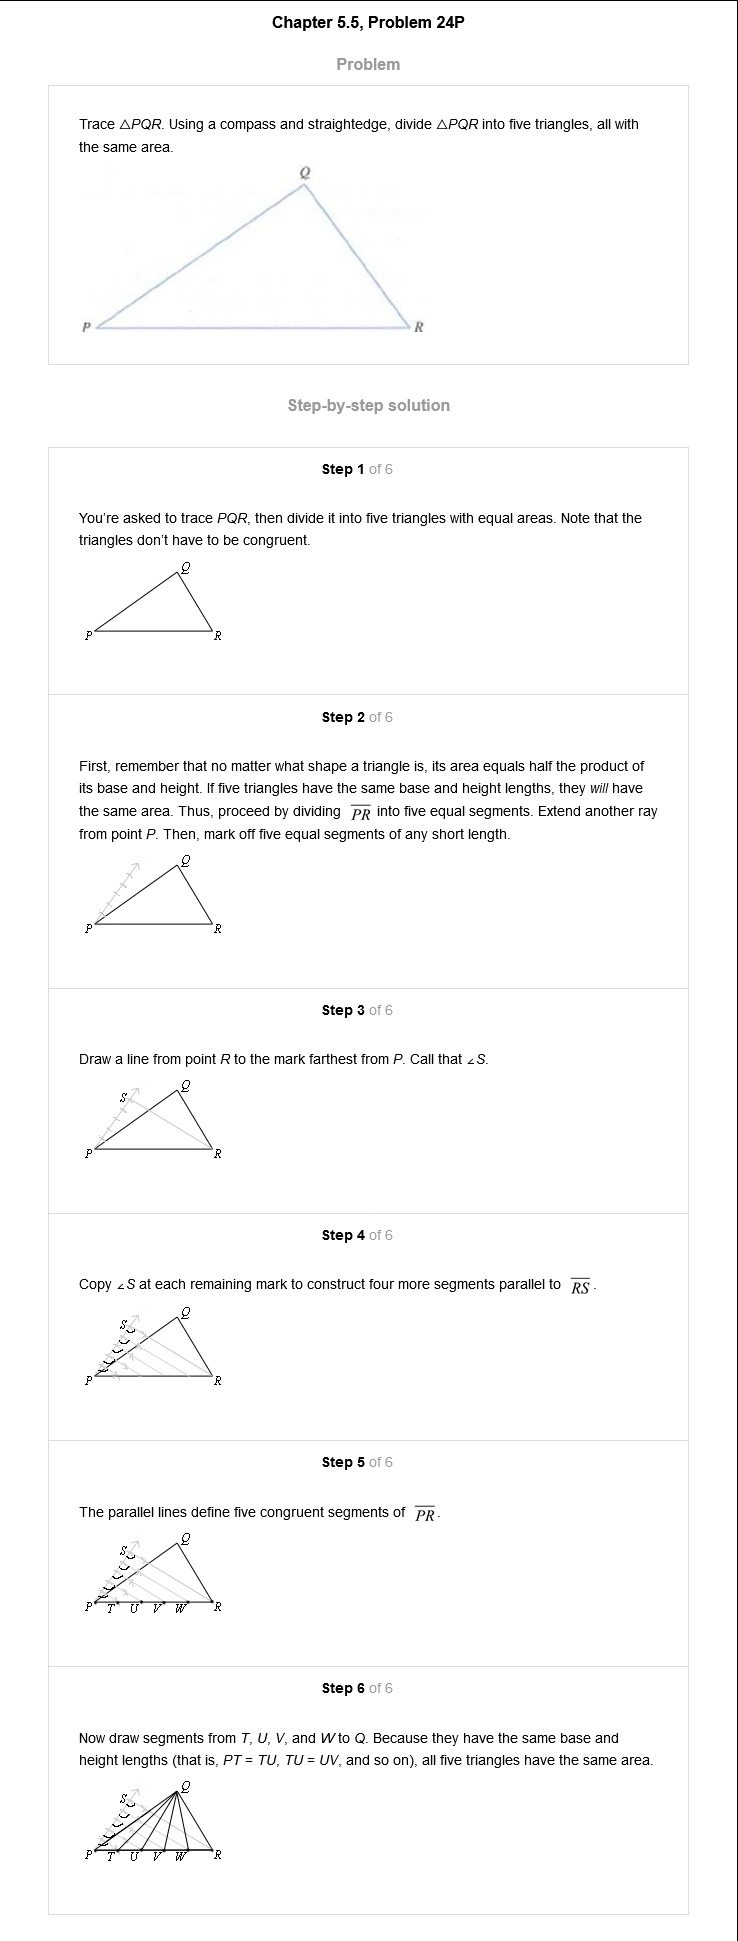 Chapter 5.5, Problem 24P
Problem
Trace △PQR. Using a compass and straightedge, divide △PQR into five triangles, all with
the same area.
Q
P
R
Step-by-step solution
Step 1 of 6
You're asked to trace PQR, then divide it into five triangles with equal areas. Note that the
triangles don't have to be congruent.
Q
P
R
Step 2 of 6
First, remember that no matter what shape a triangle is, its area equals half the product of
its base and height. If five triangles have the same base and height lengths, they will have
the same area. Thus, proceed by dividing P̅R̅ into five equal segments. Extend another ray
from point P. Then, mark off five equal segments of any short length.
Q
P
R
Step 3 of 6
Draw a line from point R to the mark farthest from P. Call that ∠S.
Q
S
P
R
Step 4 of 6
Copy ∠S at each remaining mark to construct four more segments parallel to R̅S̅.
Q
S
P
R
Step 5 of 6
The parallel lines define five congruent segments of P̅R̅.
Q
S
P T U V W R
Step 6 of 6
Now draw segments from T, U, V, and W to Q. Because they have the same base and
height lengths (that is, PT = TU, TU = UV, and so on), all five triangles have the same area.
Q
S
P T U V W R